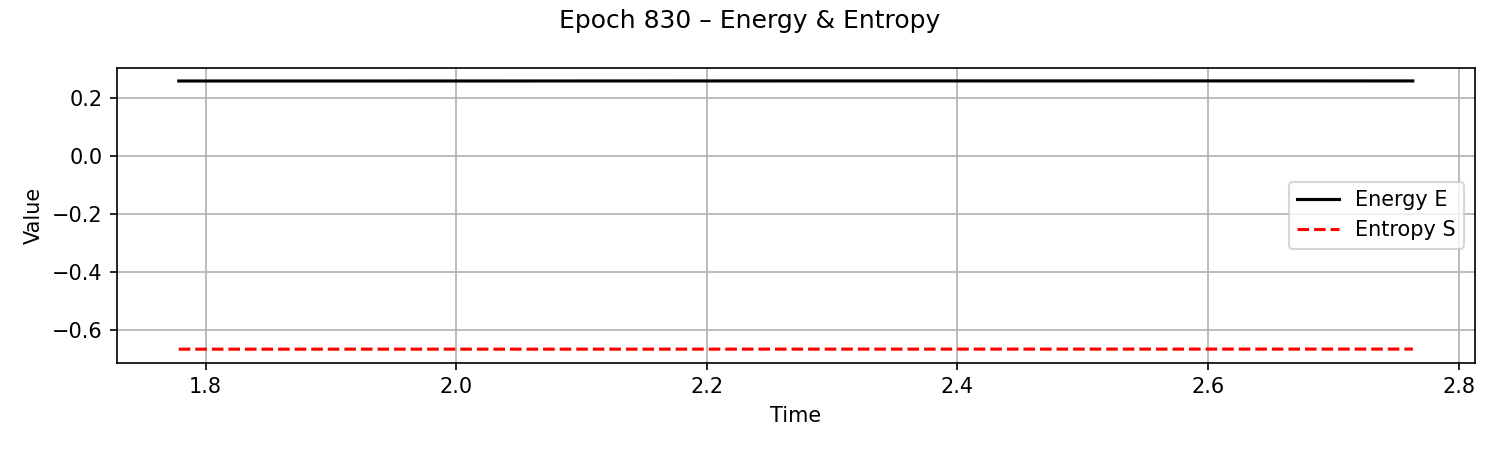 Epoch 830 – Energy & Entropy
Value
0.2
0.0
−0.2
−0.4
−0.6
Energy E
Entropy S
1.8 2.0 2.2 2.4 2.6 2.8
Time